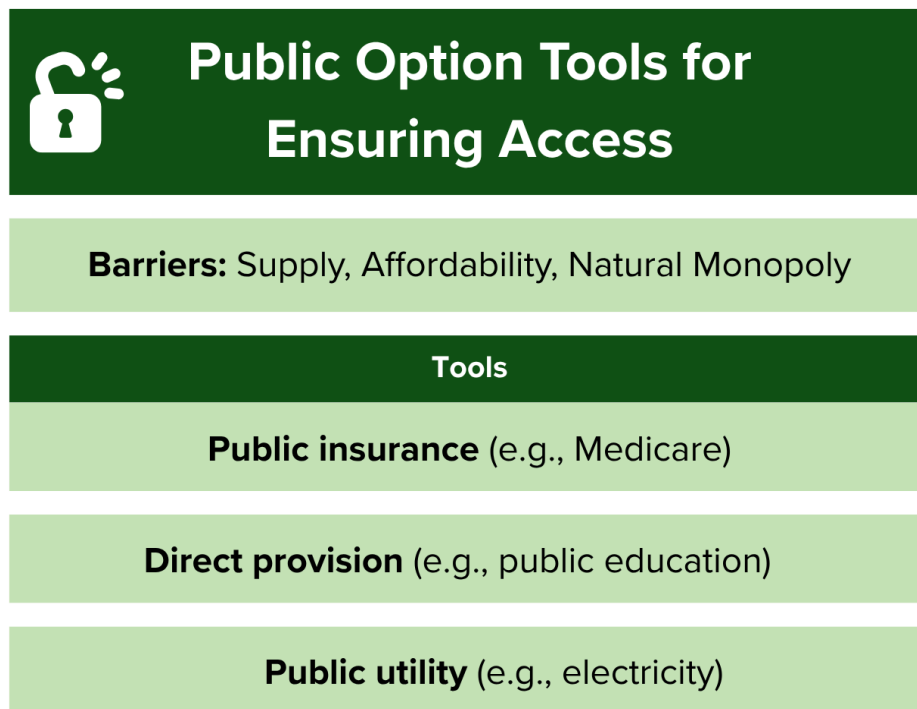 Public Option Tools for
Ensuring Access
Barriers: Supply, Affordability, Natural Monopoly
Tools
Public insurance (e.g., Medicare)
Direct provision (e.g., public education)
Public utility (e.g., electricity)